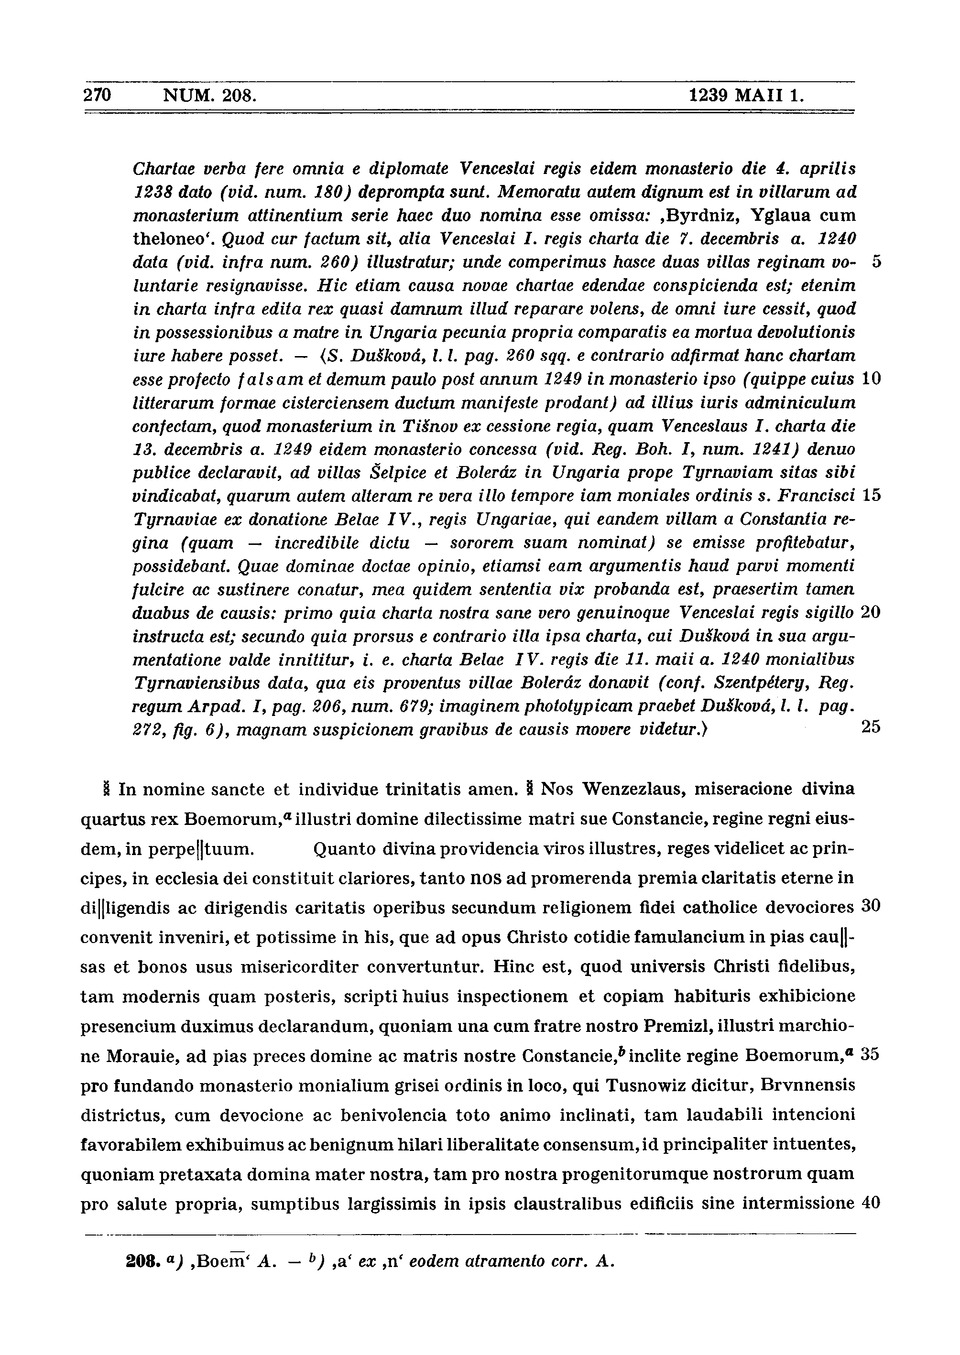 270 NUM. 208. 1239 MAII 1.
Chartae verba fere omnia e diplomate Venceslai regis eidem monasterio die 4. aprilis
1238 dato (vid. num. 180) deprompta sunt. Memoratu autem dignum est in villarum ad
monasterium attinentium serie haec duo nomina esse omissa: ‚Byrdniz, Yglaua cum
theloneo‘. Quod cur factum sit, alia Venceslai I. regis charta die 7. decembris a. 1240
data (vid. infra num. 260) illustratur; unde comperimus hasce duas villas reginam vo- 5
luntarie resignavisse. Hic etiam causa novae chartae edendae conspicienda est; etenim
in charta infra edita rex quasi damnum illud reparare volens, de omni iure cessit, quod
in possessionibus a matre in Ungaria pecunia propria comparatis ea mortua devolutionis
iure habere posset. — ⟨S. Dušková, l. l. pag. 260 sqq. e contrario adfirmat hanc chartam
esse profecto falsam et demum paulo post annum 1249 in monasterio ipso (quippe cuius 10
litterarum formae cisterciensem ductum manifeste prodant) ad illius iuris adminiculum
confectam, quod monasterium in Tišnov ex cessione regia, quam Venceslaus I. charta die
13. decembris a. 1249 eidem monasterio concessa (vid. Reg. Boh. I, num. 1241) denuo
publice declaravit, ad villas Šelpice et Boleráz in Ungaria prope Tyrnaviam sitas sibi
vindicabat, quarum autem alteram re vera illo tempore iam moniales ordinis s. Francisci 15
Tyrnaviae ex donatione Belae IV., regis Ungariae, qui eandem villam a Constantia re-
gina (quam — incredibile dictu — sororem suam nominat) se emisse profitebatur,
possidebant. Quae dominae doctae opinio, etiamsi eam argumentis haud parvi momenti
fulcire ac sustinere conatur, mea quidem sententia vix probanda est, praesertim tamen
duabus de causis: primo quia charta nostra sane vero genuinoque Venceslai regis sigillo 20
instructa est; secundo quia prorsus e contrario illa ipsa charta, cui Dušková in sua argu-
mentatione valde innititur, i. e. charta Belae IV. regis die 11. maii a. 1240 monialibus
Tyrnaviensibus data, qua eis proventus villae Boleráz donavit (conf. Szentpétery, Reg.
regum Arpad. I, pag. 206, num. 679; imaginem phototypicam praebet Dušková, l. l. pag.
272, fig. 6), magnam suspicionem gravibus de causis movere videtur.⟩ 25
§ In nomine sancte et individue trinitatis amen. § Nos Wenzezlaus, miseracione divina
quartus rex Boemorum,a illustri domine dilectissime matri sue Constancie, regine regni eius-
dem, in perpe||tuum. Quanto divina providencia viros illustres, reges videlicet ac prin-
cipes, in ecclesia dei constituit clariores, tanto nos ad promerenda premia claritatis eterne in
di||ligendis ac dirigendis caritatis operibus secundum religionem fidei catholice devociores 30
convenit inveniri, et potissime in his, que ad opus Christo cotidie famulancium in pias cau||-
sas et bonos usus misericorditer convertuntur. Hinc est, quod universis Christi fidelibus,
tam modernis quam posteris, scripti huius inspectionem et copiam habituris exhibicione
presencium duximus declarandum, quoniam una cum fratre nostro Premizl, illustri marchio-
ne Morauie, ad pias preces domine ac matris nostre Constancie,b inclite regine Boemorum,a 35
pro fundando monasterio monialium grisei ordinis in loco, qui Tusnowiz dicitur, Brvnnensis
districtus, cum devocione ac benivolencia toto animo inclinati, tam laudabili intencioni
favorabilem exhibuimus ac benignum hilari liberalitate consensum, id principaliter intuentes,
quoniam pretaxata domina mater nostra, tam pro nostra progenitorumque nostrorum quam
pro salute propria, sumptibus largissimis in ipsis claustralibus edificiis sine intermissione 40
208. a) ‚Boem̅‘ A. — b) ‚a‘ ex ‚n‘ eodem atramento corr. A.